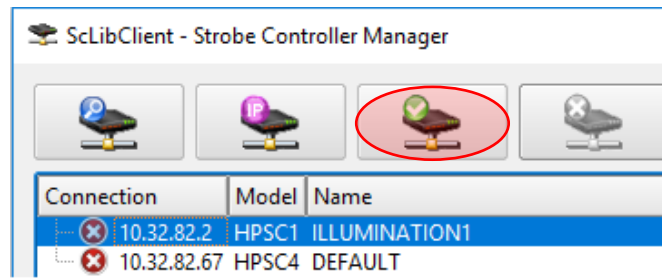 ScLibClient - Strobe Controller Manager
IP
Connection Model Name
10.32.82.2 HPSC1 ILLUMINATION1
10.32.82.67 HPSC4 DEFAULT